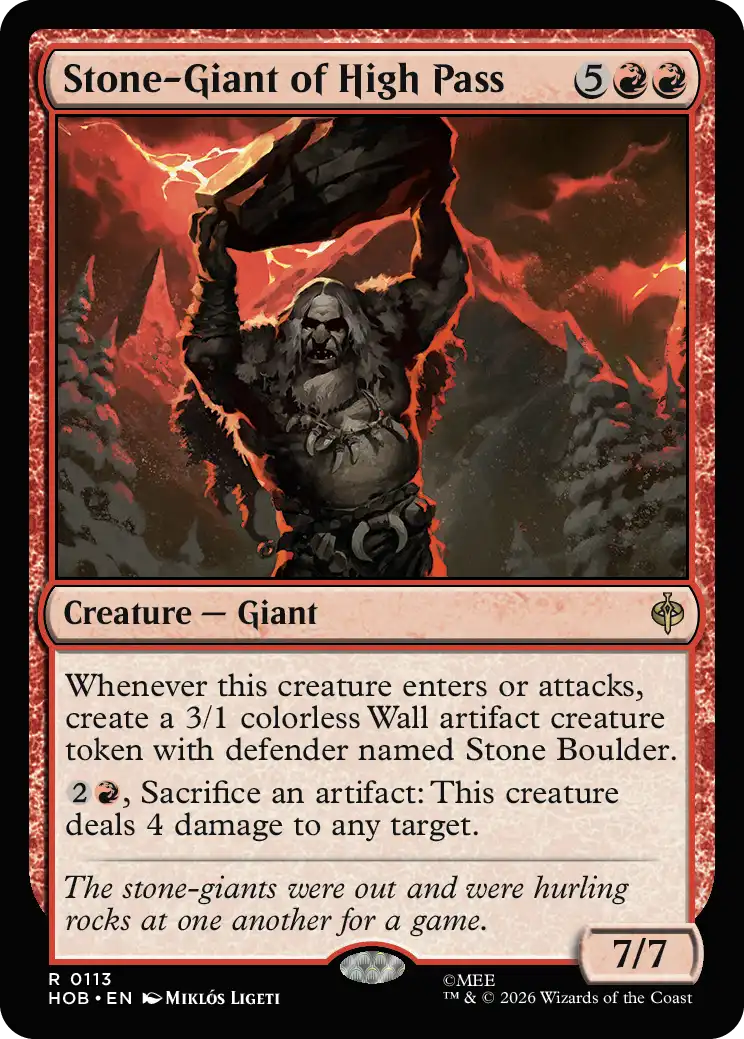 Stone-Giant of High Pass 5
Creature — Giant
Whenever this creature enters or attacks,
create a 3/1 colorless Wall artifact creature
token with defender named Stone Boulder.
2, Sacrifice an artifact: This creature
deals 4 damage to any target.
The stone-giants were out and were hurling
rocks at one another for a game.
7/7
R 0113
HOB • EN Miklós Ligeti
©MEE
™ & © 2026 Wizards of the Coast